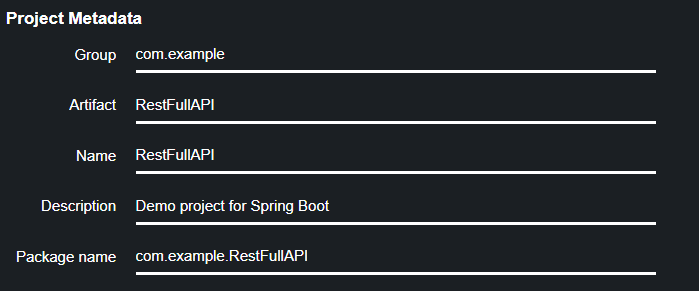 Project Metadata
Group com.example
Artifact RestFullAPI
Name RestFullAPI
Description Demo project for Spring Boot
Package name com.example.RestFullAPI